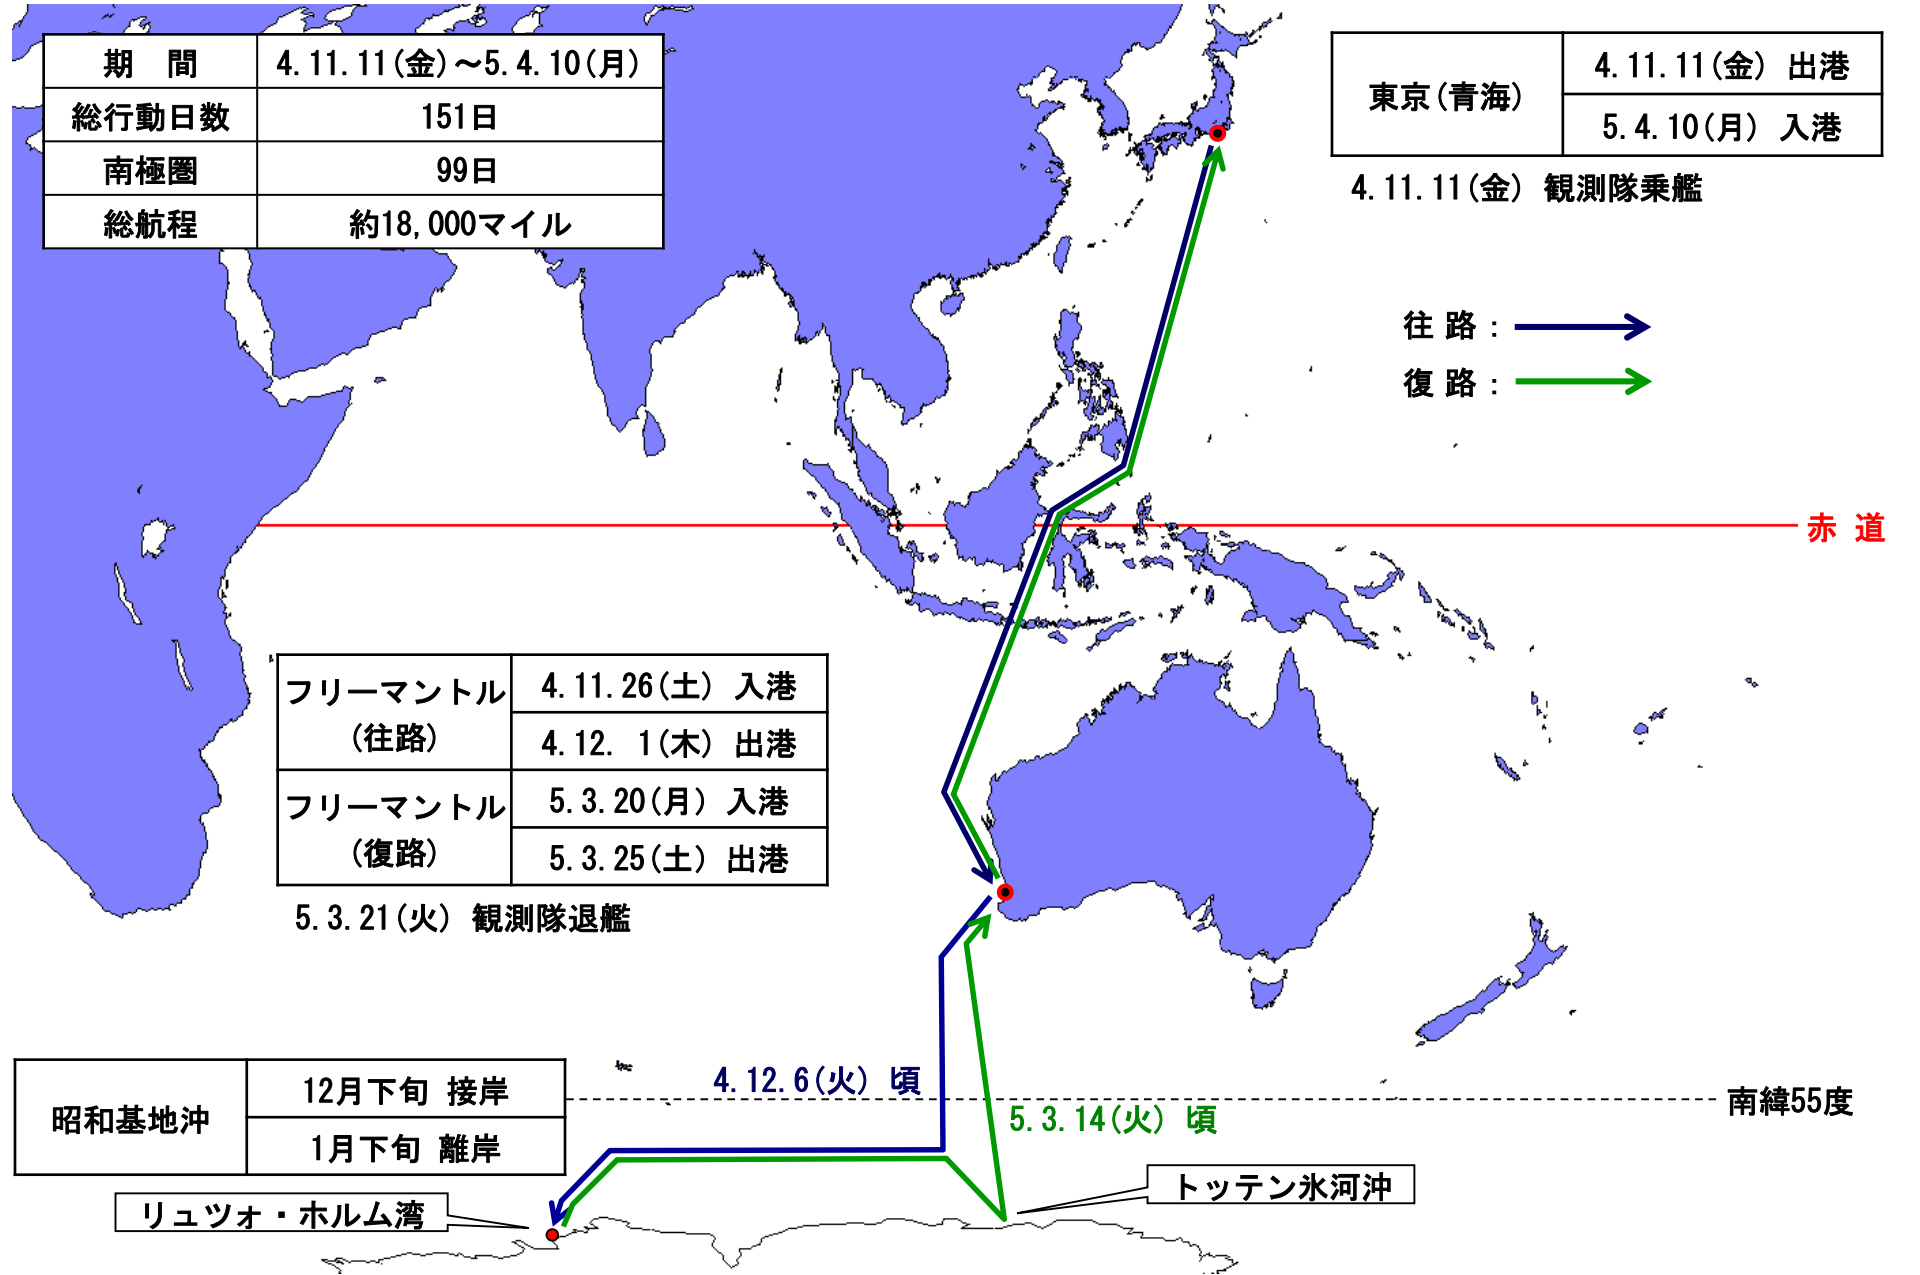 期　間　4.11.11(金)～5.4.10(月)
総行動日数　151日
南極圏　99日
総航程　約18,000マイル
東京(青海)
4.11.11(金) 出港
5.4.10(月) 入港
4.11.11(金) 観測隊乗艦
往 路：
復 路：
赤 道
フリーマントル
(往路)
4.11.26(土) 入港
4.12. 1(木) 出港
フリーマントル
(復路)
5.3.20(月) 入港
5.3.25(土) 出港
5.3.21(火) 観測隊退艦
昭和基地沖
12月下旬 接岸
1月下旬 離岸
4.12.6(火) 頃
5.3.14(火) 頃
南緯55度
リュツォ・ホルム湾
トッテン氷河沖